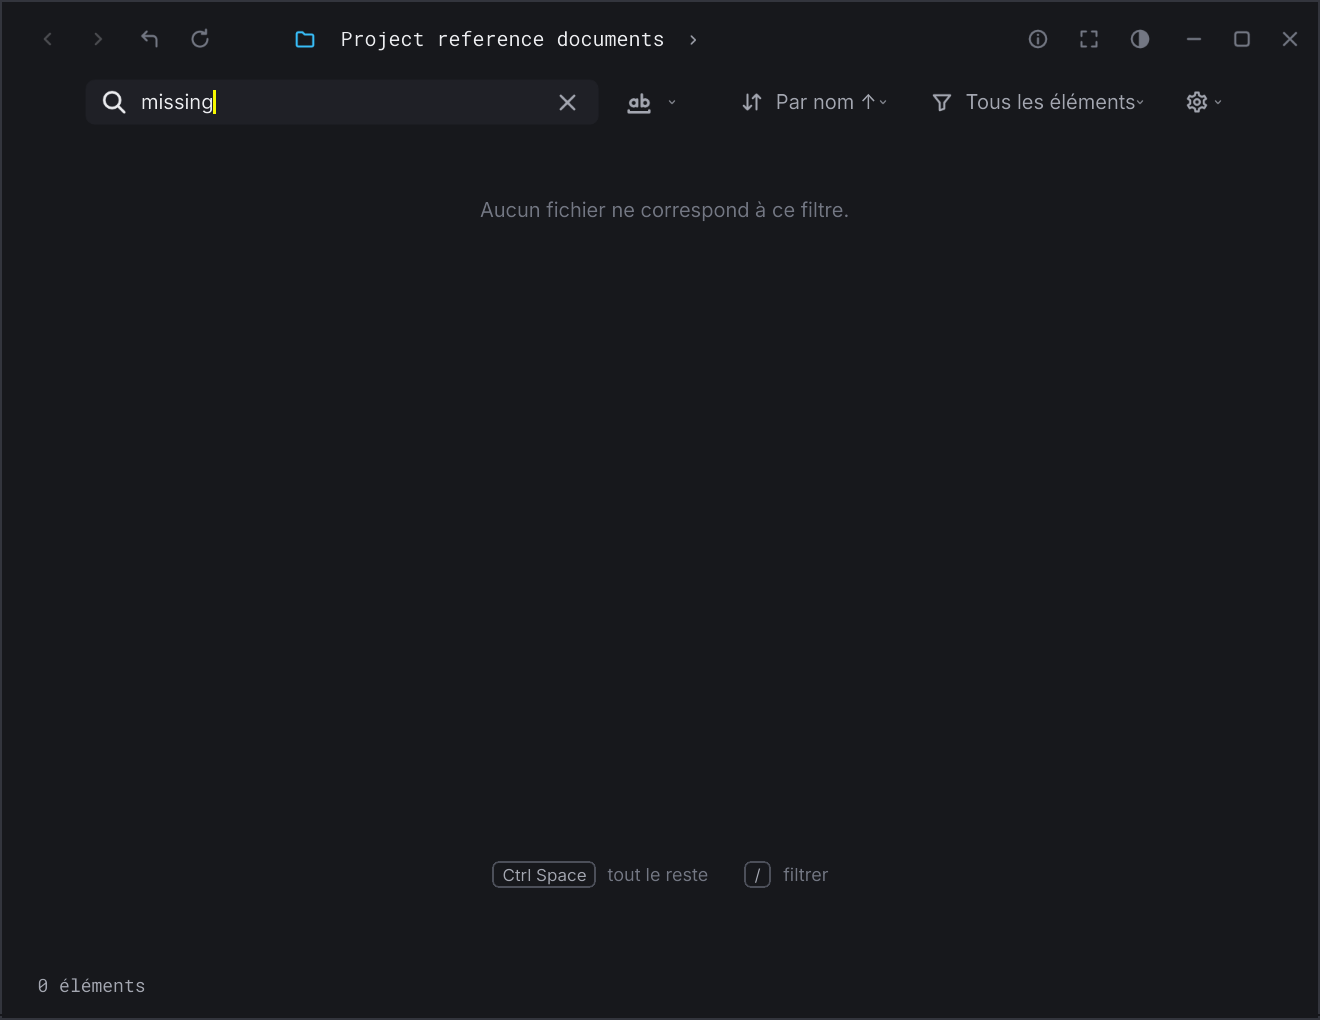 Project reference documents
missing
ab
Par nom ↑
Tous les éléments
Aucun fichier ne correspond à ce filtre.
Ctrl Space tout le reste / filtrer
0 éléments